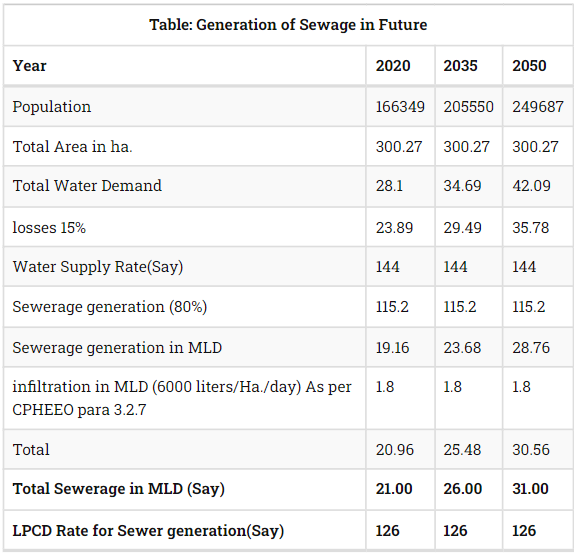 Table: Generation of Sewage in Future
Year 2020 2035 2050
Population 166349 205550 249687
Total Area in ha. 300.27 300.27 300.27
Total Water Demand 28.1 34.69 42.09
losses 15% 23.89 29.49 35.78
Water Supply Rate(Say) 144 144 144
Sewerage generation (80%) 115.2 115.2 115.2
Sewerage generation in MLD 19.16 23.68 28.76
infiltration in MLD (6000 liters/Ha./day) As per 1.8 1.8 1.8
CPHEEO para 3.2.7
Total 20.96 25.48 30.56
Total Sewerage in MLD (Say) 21.00 26.00 31.00
LPCD Rate for Sewer generation(Say) 126 126 126